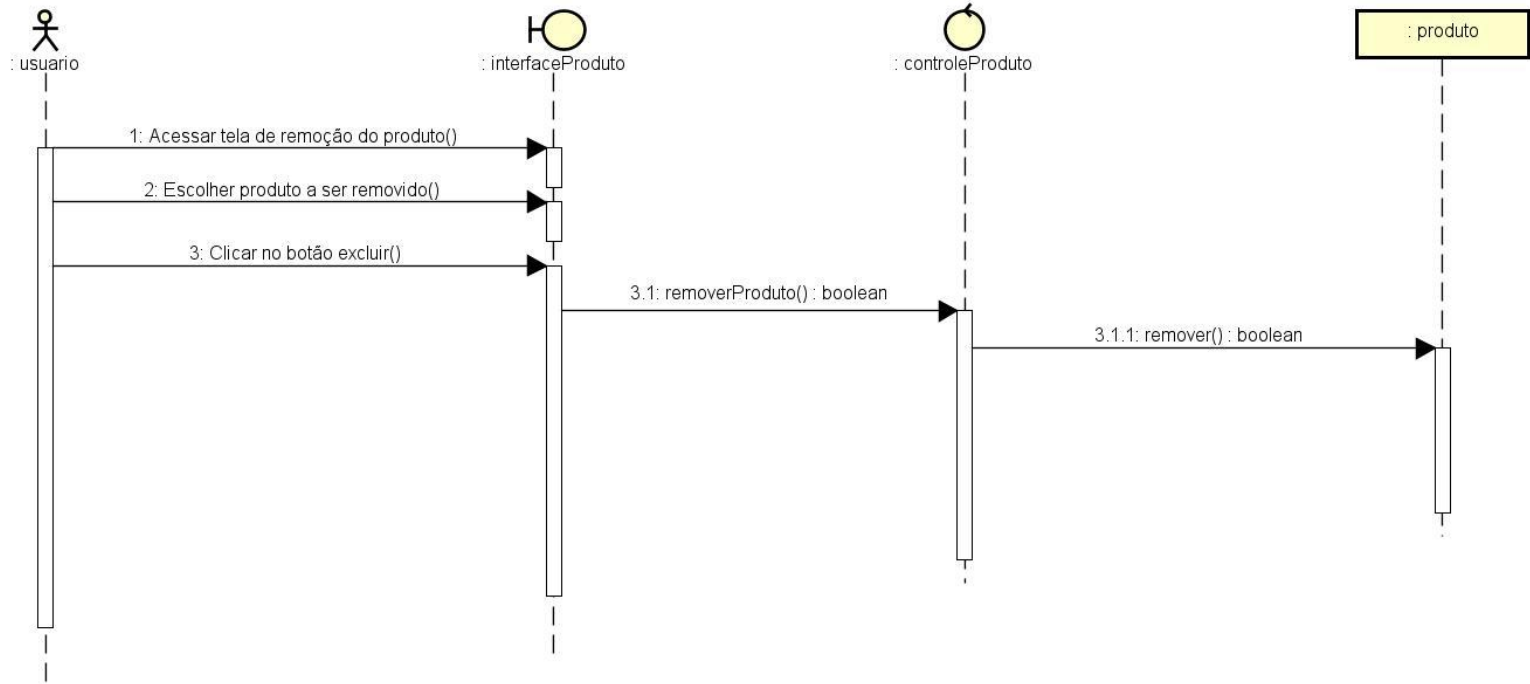 : usuario
: interfaceProduto
: controleProduto
: produto
1: Acessar tela de remoção do produto()
2: Escolher produto a ser removido()
3: Clicar no botão excluir()
3.1: removerProduto() : boolean
3.1.1: remover() : boolean